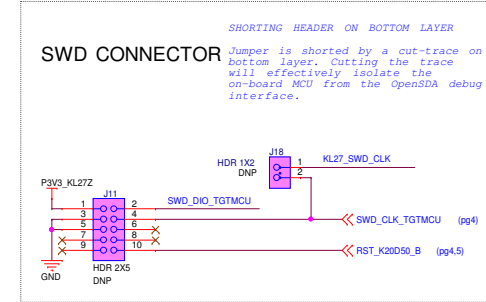 SHORTING HEADER ON BOTTOM LAYER
SWD CONNECTOR
Jumper is shorted by a cut-trace on
bottom layer. Cutting the trace
will effectively isolate the
on-board MCU from the OpenSDA debug
interface.
J18
HDR 1X2
DNP
1
KL27_SWD_CLK
2
P3V3_KL27Z
J11
1
2
SWD_DIO_TGTMCU
3
4
SWD_CLK_TGTMCU (pg4)
5
6
7
8
9
10
RST_K20D50_B (pg4,5)
GND
HDR 2X5
DNP